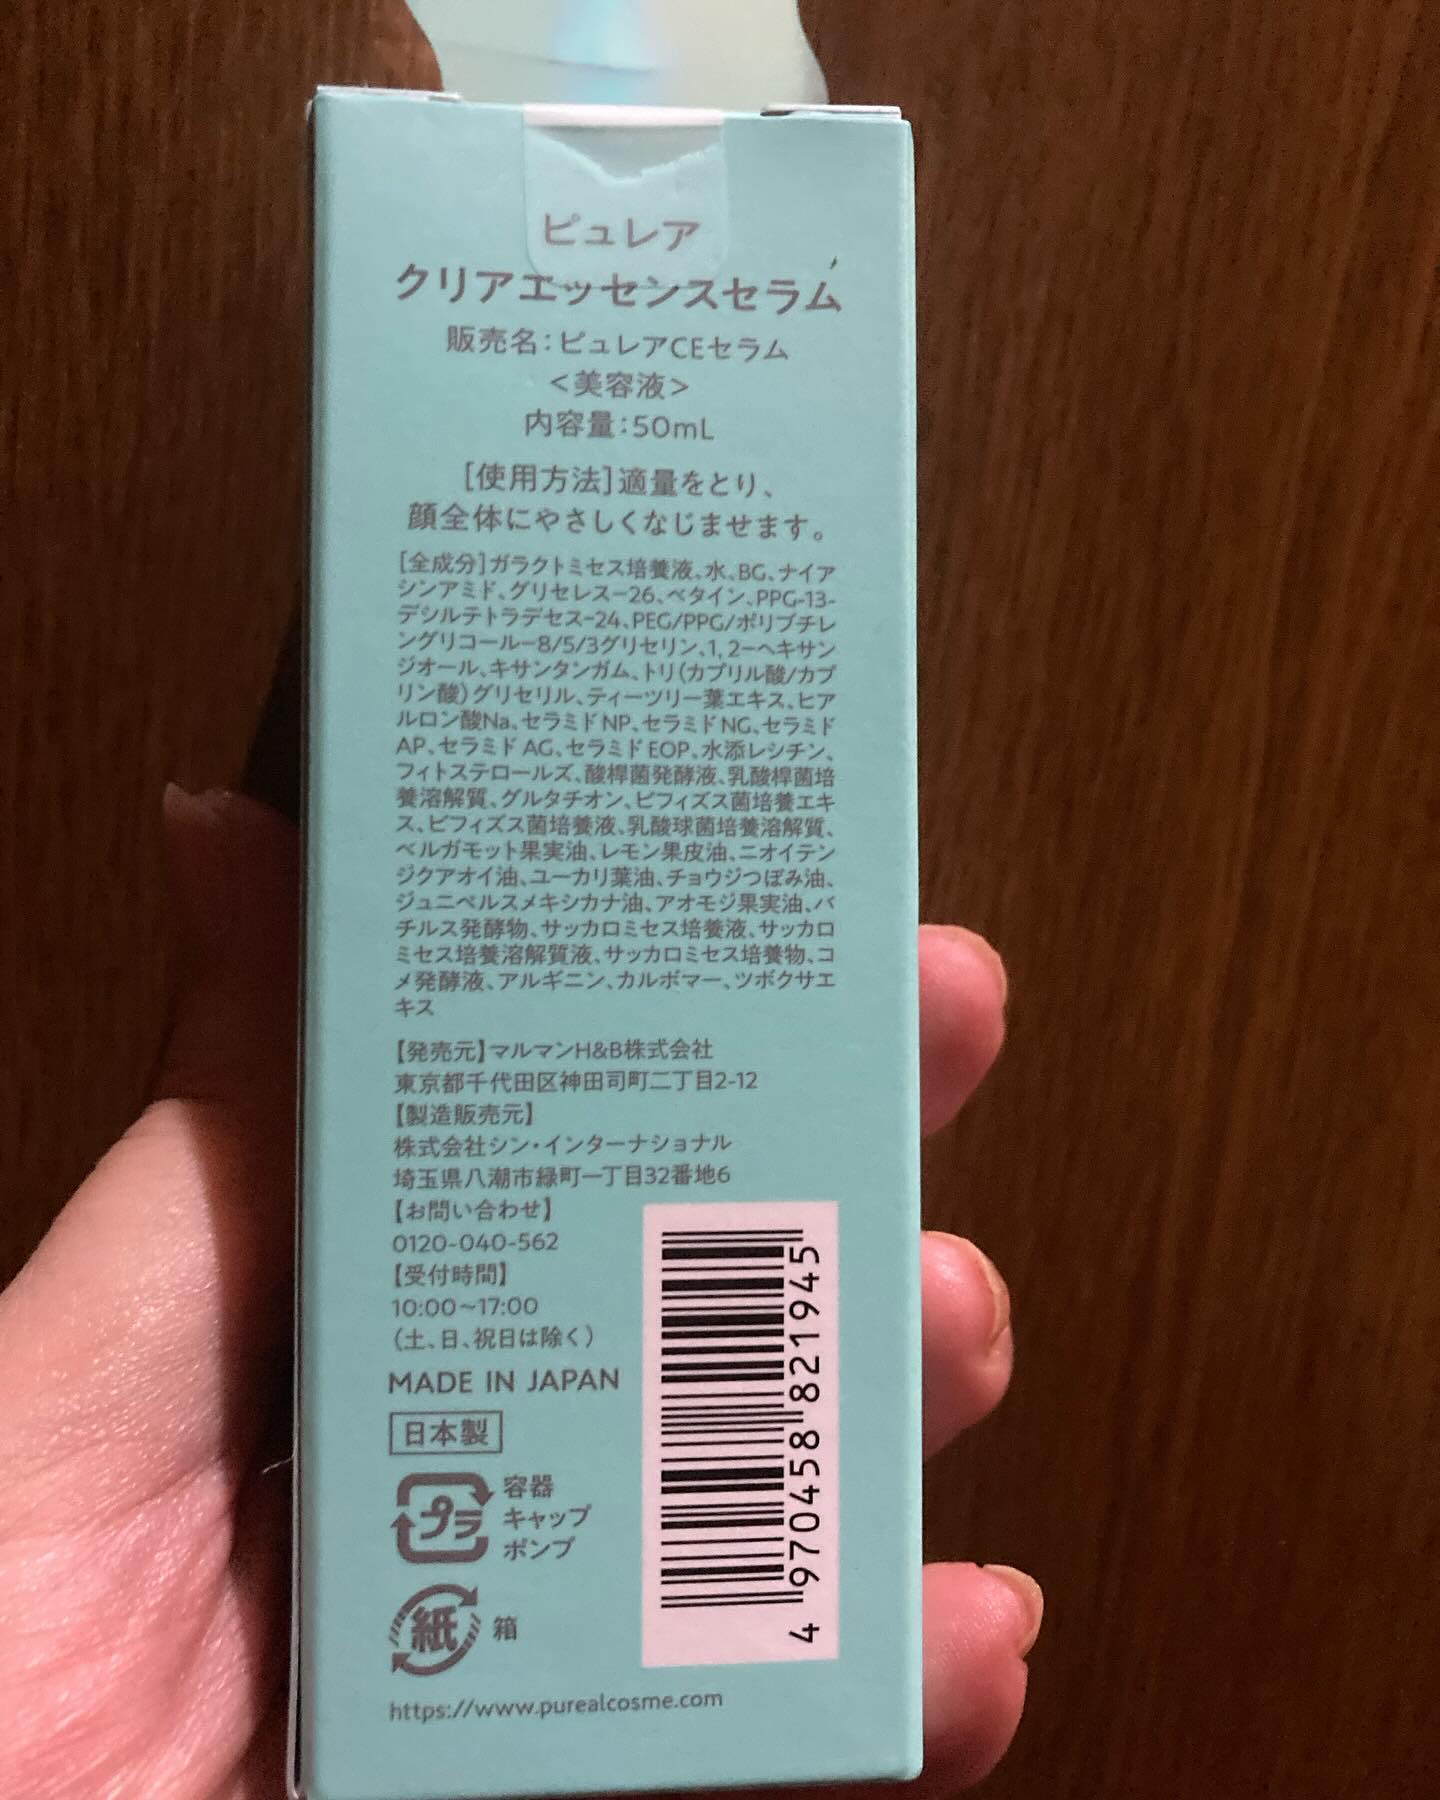 ピュレア
クリアエッセンスセラム
販売名：ピュレアCEセラム
＜美容液＞
内容量：50mL
［使用方法］適量をとり、
顔全体にやさしくなじませます。
［全成分］ガラクトミセス培養液、水、BG、ナイア
シンアミド、グリセレス－26、ベタイン、PPG-13-
デシルテトラデセス-24、PEG/PPG/ポリブチレ
ングリコール－8/5/3グリセリン、1,2－ヘキサン
ジオール、キサンタンガム、トリ（カプリル酸/カプ
リン酸）グリセリル、ティーツリー葉エキス、ヒア
ルロン酸Na、セラミドNP、セラミドNG、セラミド
AP、セラミドAG、セラミドEOP、水添レシチン、
フィトステロールズ、酸桿菌発酵液、乳酸桿菌培
養溶解質、グルタチオン、ビフィズス菌培養エキ
ス、ビフィズス菌培養液、乳酸球菌培養溶解質、
ベルガモット果実油、レモン果皮油、ニオイテン
ジクアオイ油、ユーカリ葉油、チョウジつぼみ油、
ジュニペルスメキシカナ油、アオモジ果実油、バ
チルス発酵物、サッカロミセス培養液、サッカロ
ミセス培養溶解質液、サッカロミセス培養物、コ
メ発酵液、アルギニン、カルボマー、ツボクサエ
キス
【発売元】マルマンH&B株式会社
東京都千代田区神田司町二丁目2-12
【製造販売元】
株式会社シン・インターナショナル
埼玉県八潮市緑町一丁目32番地6
【お問い合わせ】
0120-040-562
【受付時間】
10:00～17:00
（土、日、祝日は除く）
MADE IN JAPAN
日本製
プラ 容器
キャップ
ポンプ
紙 箱
https://www.purealcosme.com
4 970458 821945